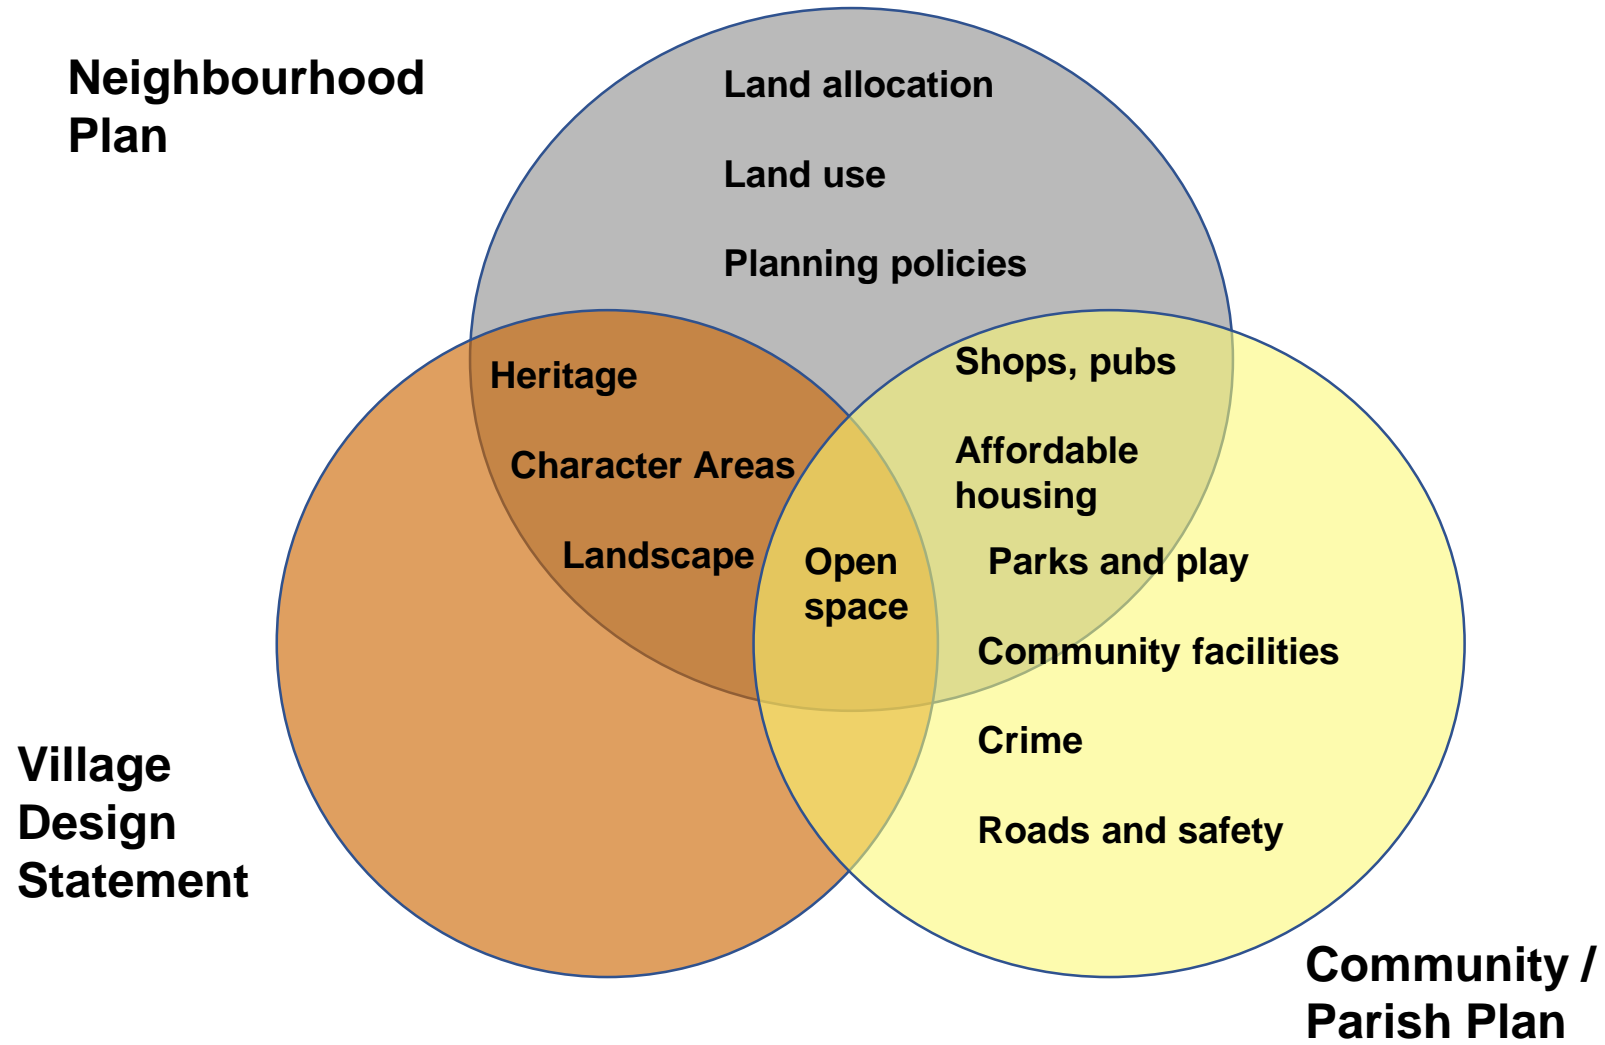 Neighbourhood
Plan
Land allocation
Land use
Planning policies
Heritage
Character Areas
Landscape
Shops, pubs
Affordable
housing
Open
space
Parks and play
Community facilities
Crime
Roads and safety
Village
Design
Statement
Community /
Parish Plan